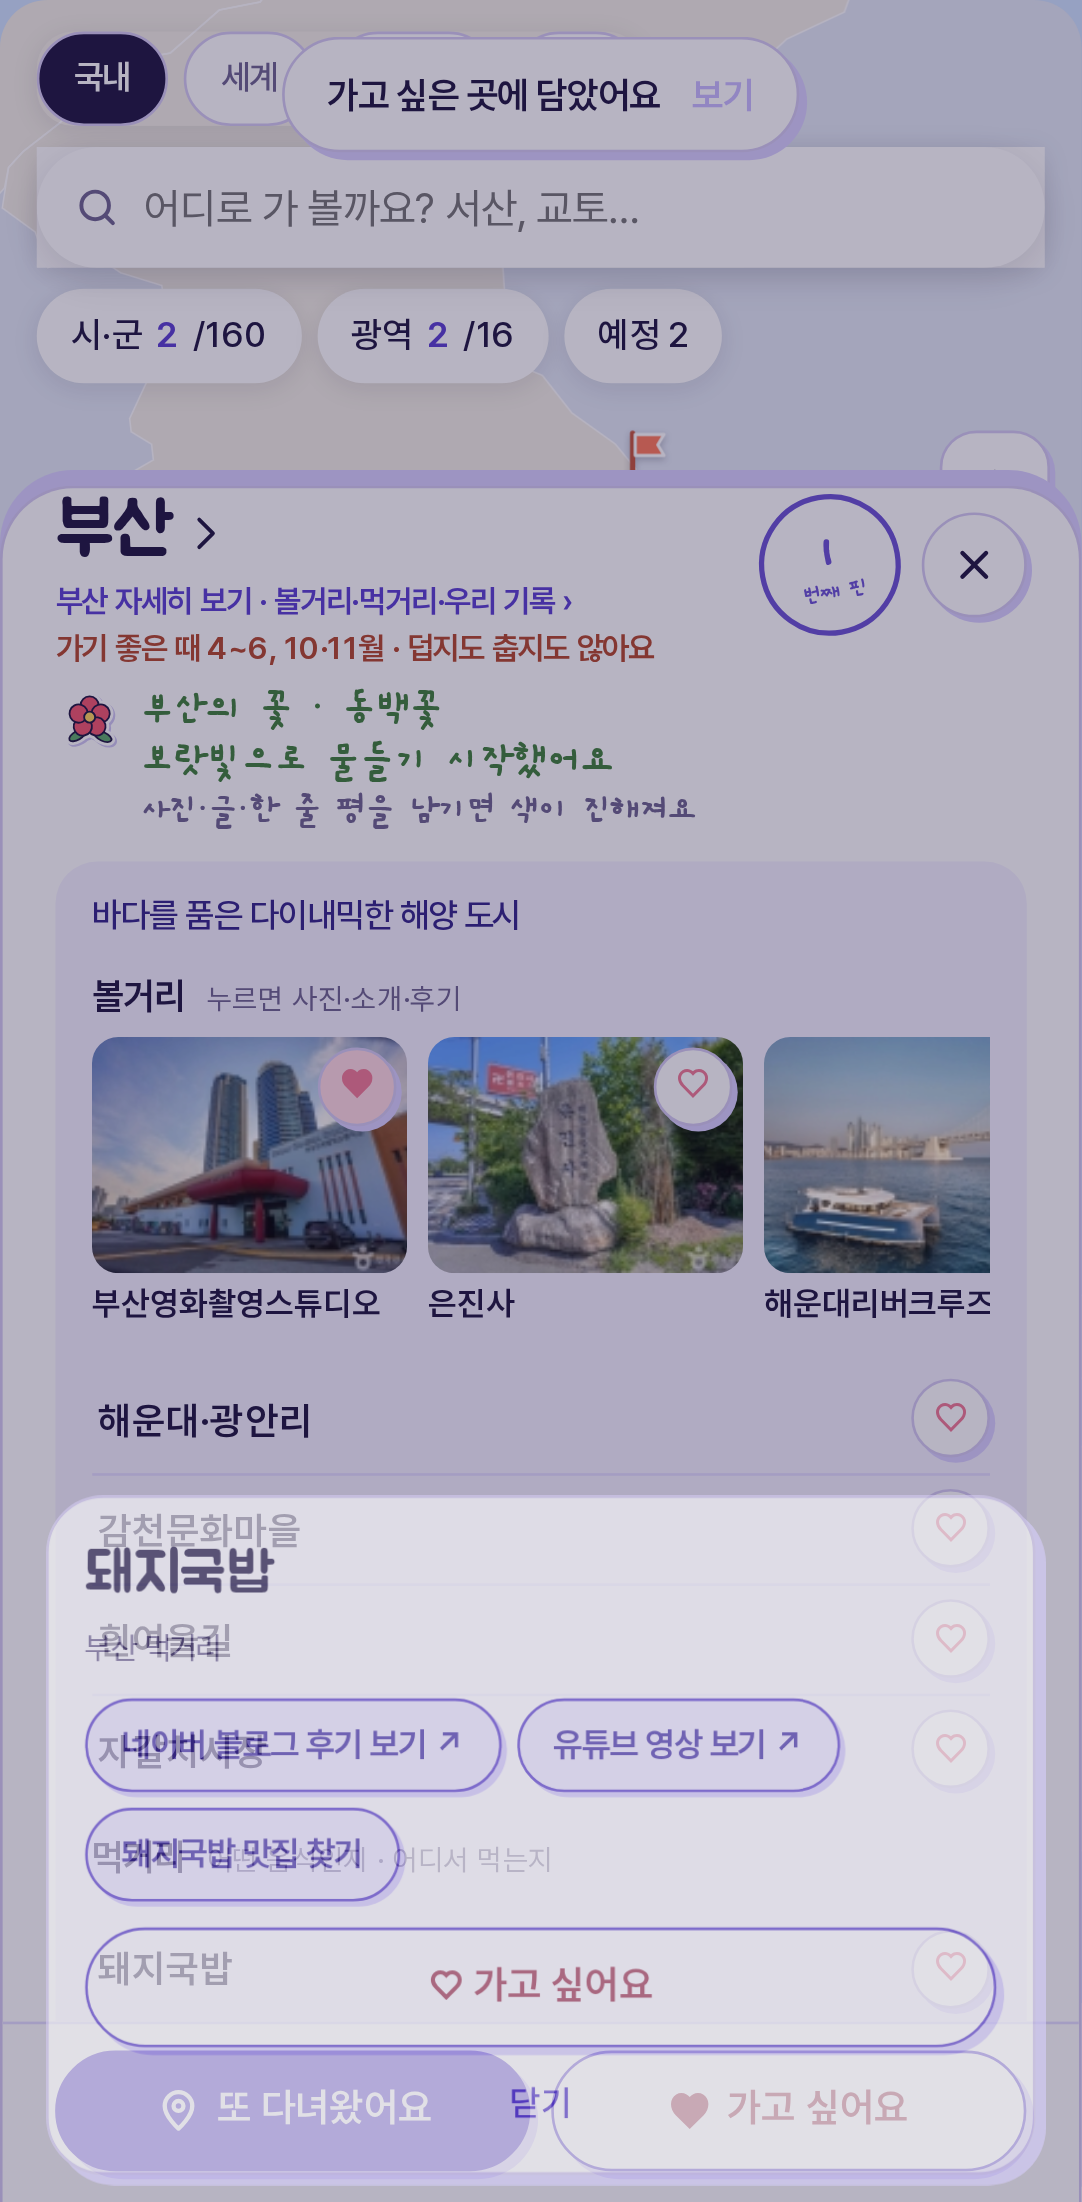 국내
세계
가고 싶은 곳에 담았어요 보기
어디로 가 볼까요? 서산, 교토...
시·군 2 /160
광역 2 /16
예정 2
부산 >
번째 핀
부산 자세히 보기 · 볼거리·먹거리·우리 기록 ›
가기 좋은 때 4~6, 10·11월 · 덥지도 춥지도 않아요
부산의 꽃 · 동백꽃
보랏빛으로 물들기 시작했어요
사진·글·한 줄 평을 남기면 색이 진해져요
바다를 품은 다이내믹한 해양 도시
볼거리 누르면 사진·소개·후기
부산영화촬영스튜디오
은진사
해운대리버크루즈
해운대·광안리
감천문화마을
돼지국밥
흰여울길
부산 먹거리
자갈치시장
네이버 블로그 후기 보기 ↗
유튜브 영상 보기 ↗
먹거리
돼지국밥 맛집 찾기
· 어디서 먹는지
돼지국밥
가고 싶어요
또 다녀왔어요
닫기
가고 싶어요